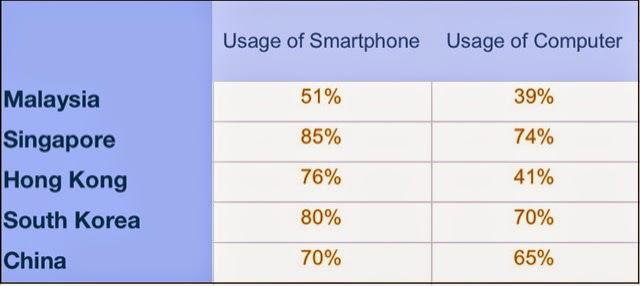 Usage of Smartphone Usage of Computer
Malaysia 51% 39%
Singapore 85% 74%
Hong Kong 76% 41%
South Korea 80% 70%
China 70% 65%